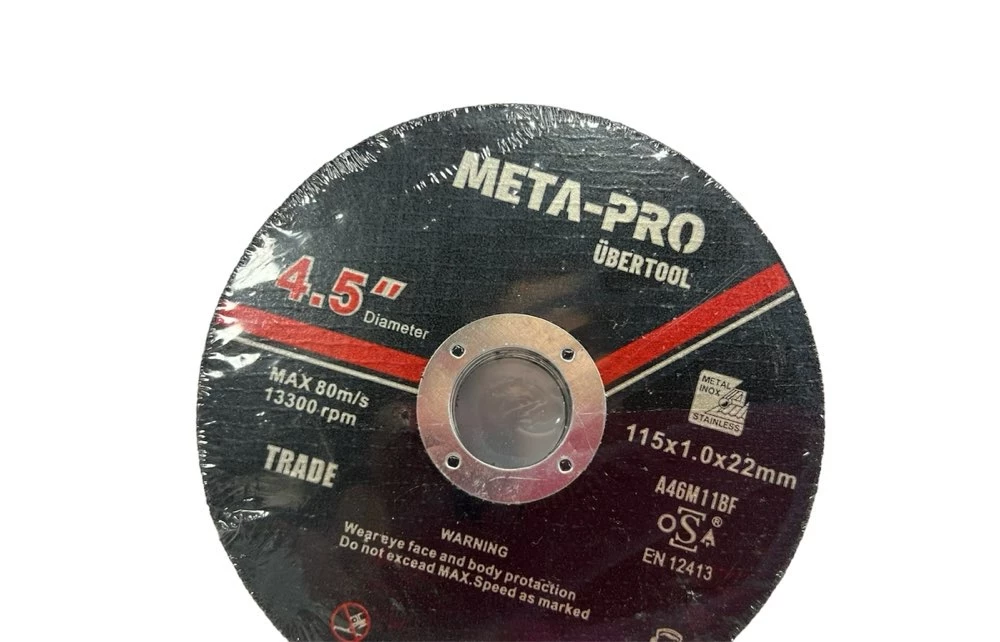 META-PRO
ÜBERTOOL
4.5"
Diameter
MAX 80m/s
13300 rpm
TRADE
METAL
INOX
STAINLESS
115x1.0x22mm
A46M11BF
OSA®
EN 12413
WARNING
Wear eye face and body protaction
Do not excead MAX.Speed as marked